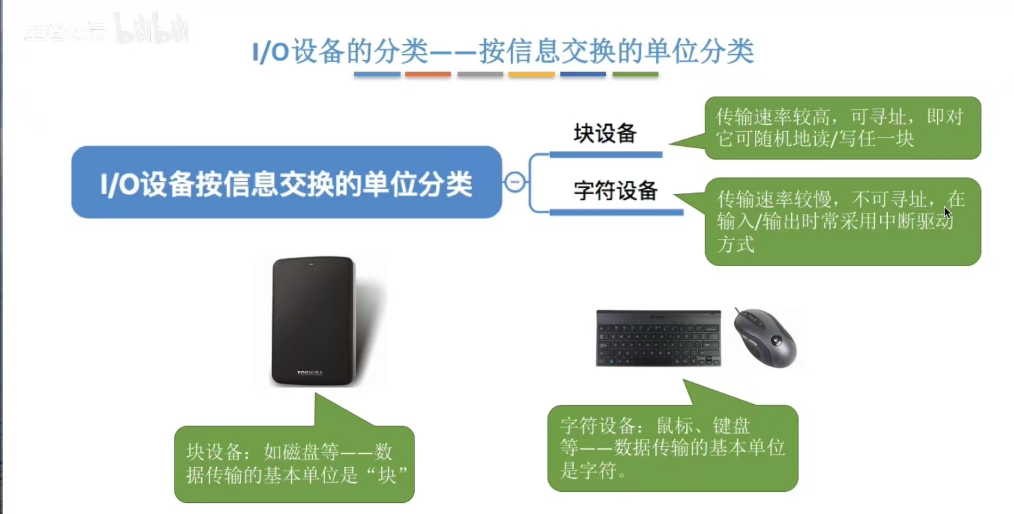 bilibili
I/O设备的分类——按信息交换的单位分类
I/O设备按信息交换的单位分类
块设备
字符设备
传输速率较高，可寻址，即对
它可随机地读/写任一块
传输速率较慢，不可寻址，在
输入/输出时常采用中断驱动
方式
TOSHIBA
块设备：如磁盘等——数
据传输的基本单位是“块”
字符设备：鼠标、键盘
等——数据传输的基本单位
是字符。